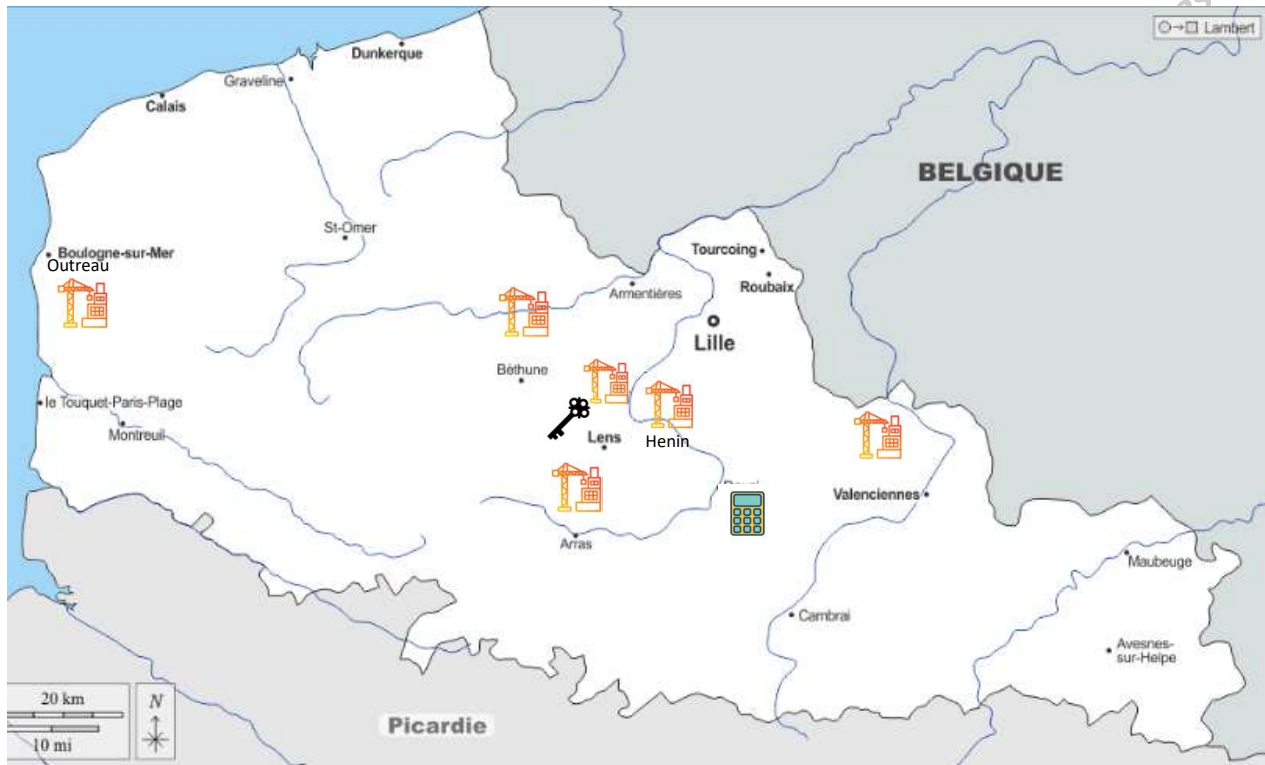 Lambert
Dunkerque
Graveline
Calais
BELGIQUE
St-Omer
Tourcoing
Boulogne-sur-Mer
Outreau
Roubaix
Armentières
Lille
Béthune
le Touquet-Paris-Plage
Montreuil
Henin
Lens
Valenciennes
Arras
Maubeuge
Cambrai
Avesnes-
sur-Helpe
20 km
N
Picardie
10 mi